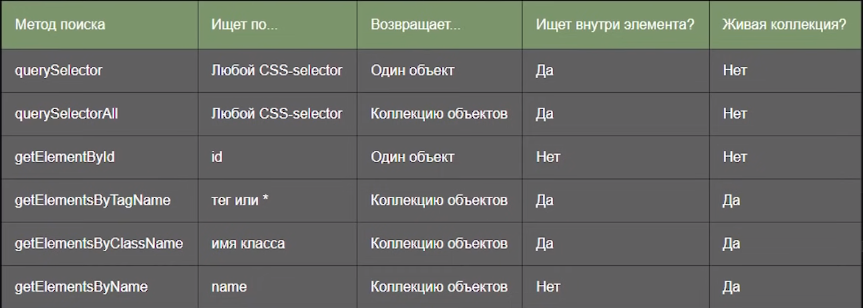 Метод поиска Ищет по... Возвращает... Ищет внутри элемента? Живая коллекция?
querySelector Любой CSS-selector Один объект Да Нет
querySelectorAll Любой CSS-selector Коллекцию объектов Да Нет
getElementById id Один объект Нет Нет
getElementsByTagName тег или * Коллекцию объектов Да Да
getElementsByClassName имя класса Коллекцию объектов Да Да
getElementsByName name Коллекцию объектов Нет Да